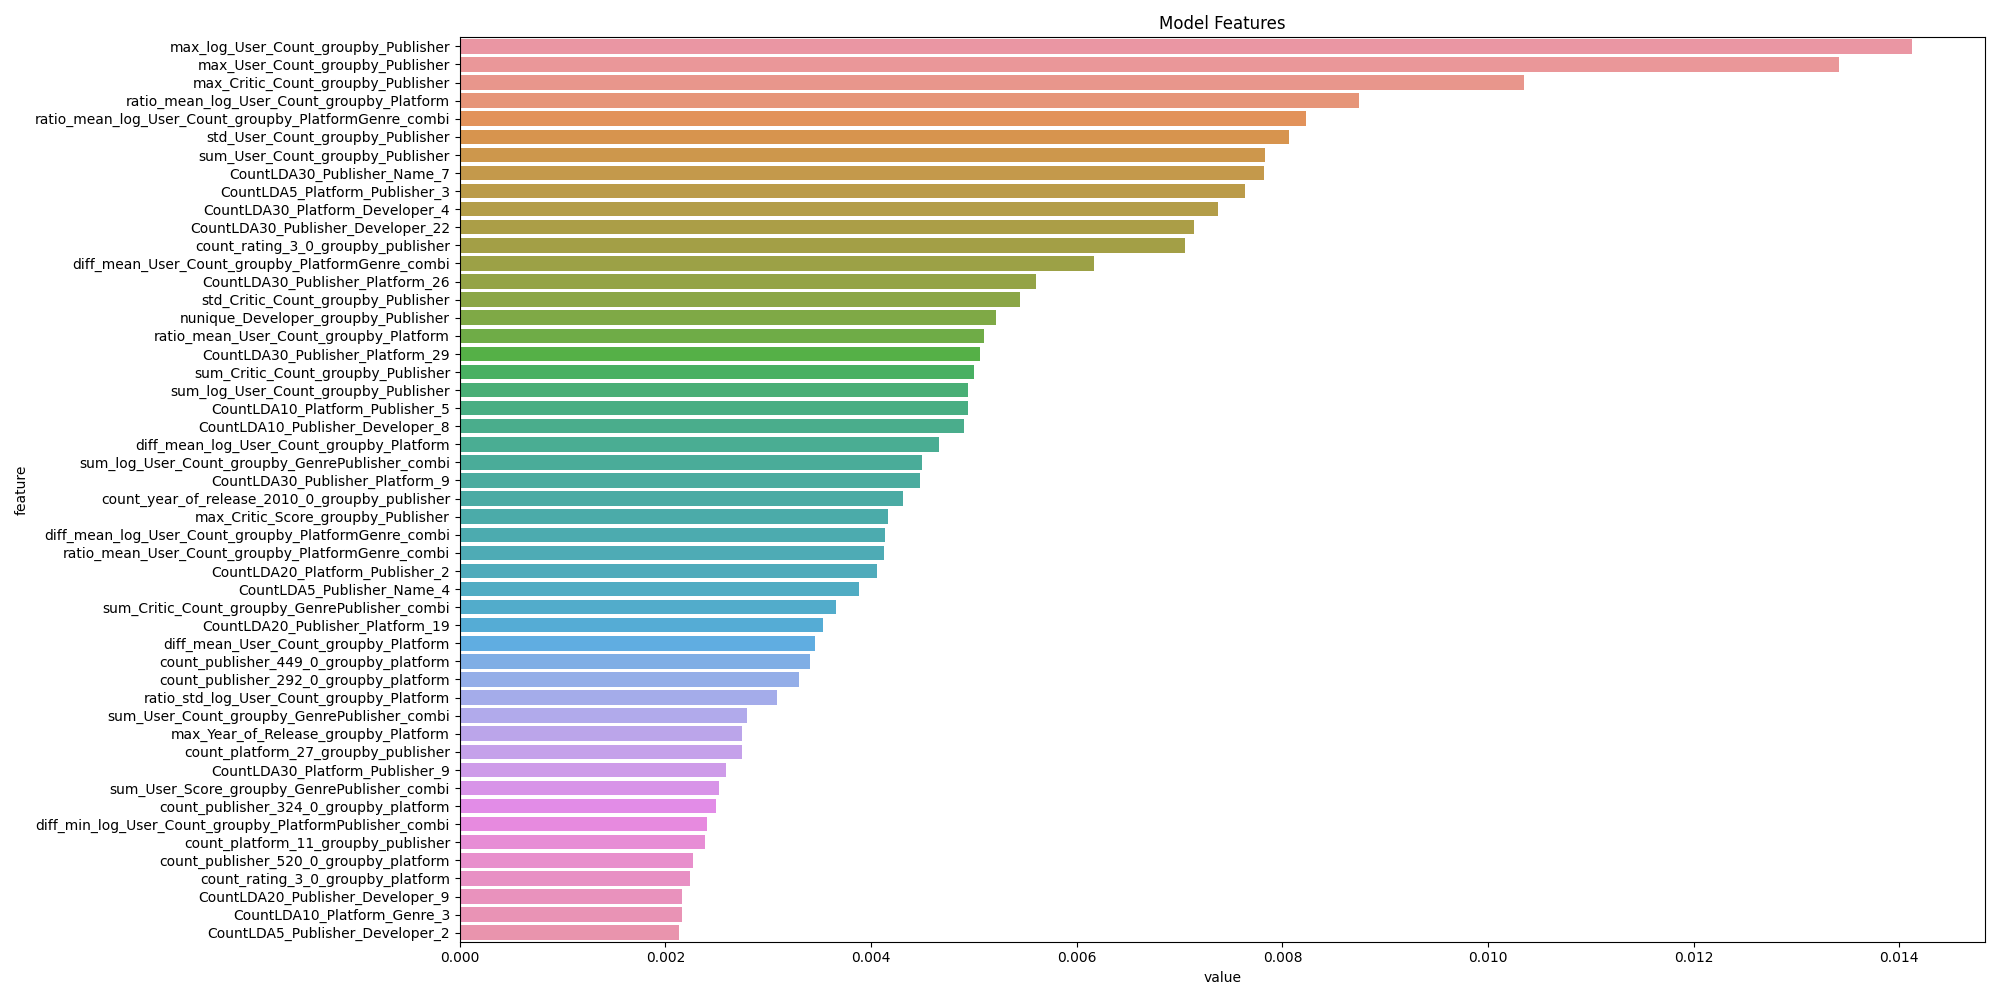 Model Features
max_log_User_Count_groupby_Publisher
max_User_Count_groupby_Publisher
max_Critic_Count_groupby_Publisher
ratio_mean_log_User_Count_groupby_Platform
ratio_mean_log_User_Count_groupby_PlatformGenre_combi
std_User_Count_groupby_Publisher
sum_User_Count_groupby_Publisher
CountLDA30_Publisher_Name_7
CountLDA5_Platform_Publisher_3
CountLDA30_Platform_Developer_4
CountLDA30_Publisher_Developer_22
count_rating_3_0_groupby_publisher
diff_mean_User_Count_groupby_PlatformGenre_combi
CountLDA30_Publisher_Platform_26
std_Critic_Count_groupby_Publisher
nunique_Developer_groupby_Publisher
ratio_mean_User_Count_groupby_Platform
CountLDA30_Publisher_Platform_29
sum_Critic_Count_groupby_Publisher
sum_log_User_Count_groupby_Publisher
CountLDA10_Platform_Publisher_5
CountLDA10_Publisher_Developer_8
diff_mean_log_User_Count_groupby_Platform
sum_log_User_Count_groupby_GenrePublisher_combi
CountLDA30_Publisher_Platform_9
count_year_of_release_2010_0_groupby_publisher
max_Critic_Score_groupby_Publisher
diff_mean_log_User_Count_groupby_PlatformGenre_combi
ratio_mean_User_Count_groupby_PlatformGenre_combi
CountLDA20_Platform_Publisher_2
CountLDA5_Publisher_Name_4
sum_Critic_Count_groupby_GenrePublisher_combi
CountLDA20_Publisher_Platform_19
diff_mean_User_Count_groupby_Platform
count_publisher_449_0_groupby_platform
count_publisher_292_0_groupby_platform
ratio_std_log_User_Count_groupby_Platform
sum_User_Count_groupby_GenrePublisher_combi
max_Year_of_Release_groupby_Platform
count_platform_27_groupby_publisher
CountLDA30_Platform_Publisher_9
sum_User_Score_groupby_GenrePublisher_combi
count_publisher_324_0_groupby_platform
diff_min_log_User_Count_groupby_PlatformPublisher_combi
count_platform_11_groupby_publisher
count_publisher_520_0_groupby_platform
count_rating_3_0_groupby_platform
CountLDA20_Publisher_Developer_9
CountLDA10_Platform_Genre_3
CountLDA5_Publisher_Developer_2
feature
0.000 0.002 0.004 0.006 0.008 0.010 0.012 0.014
value